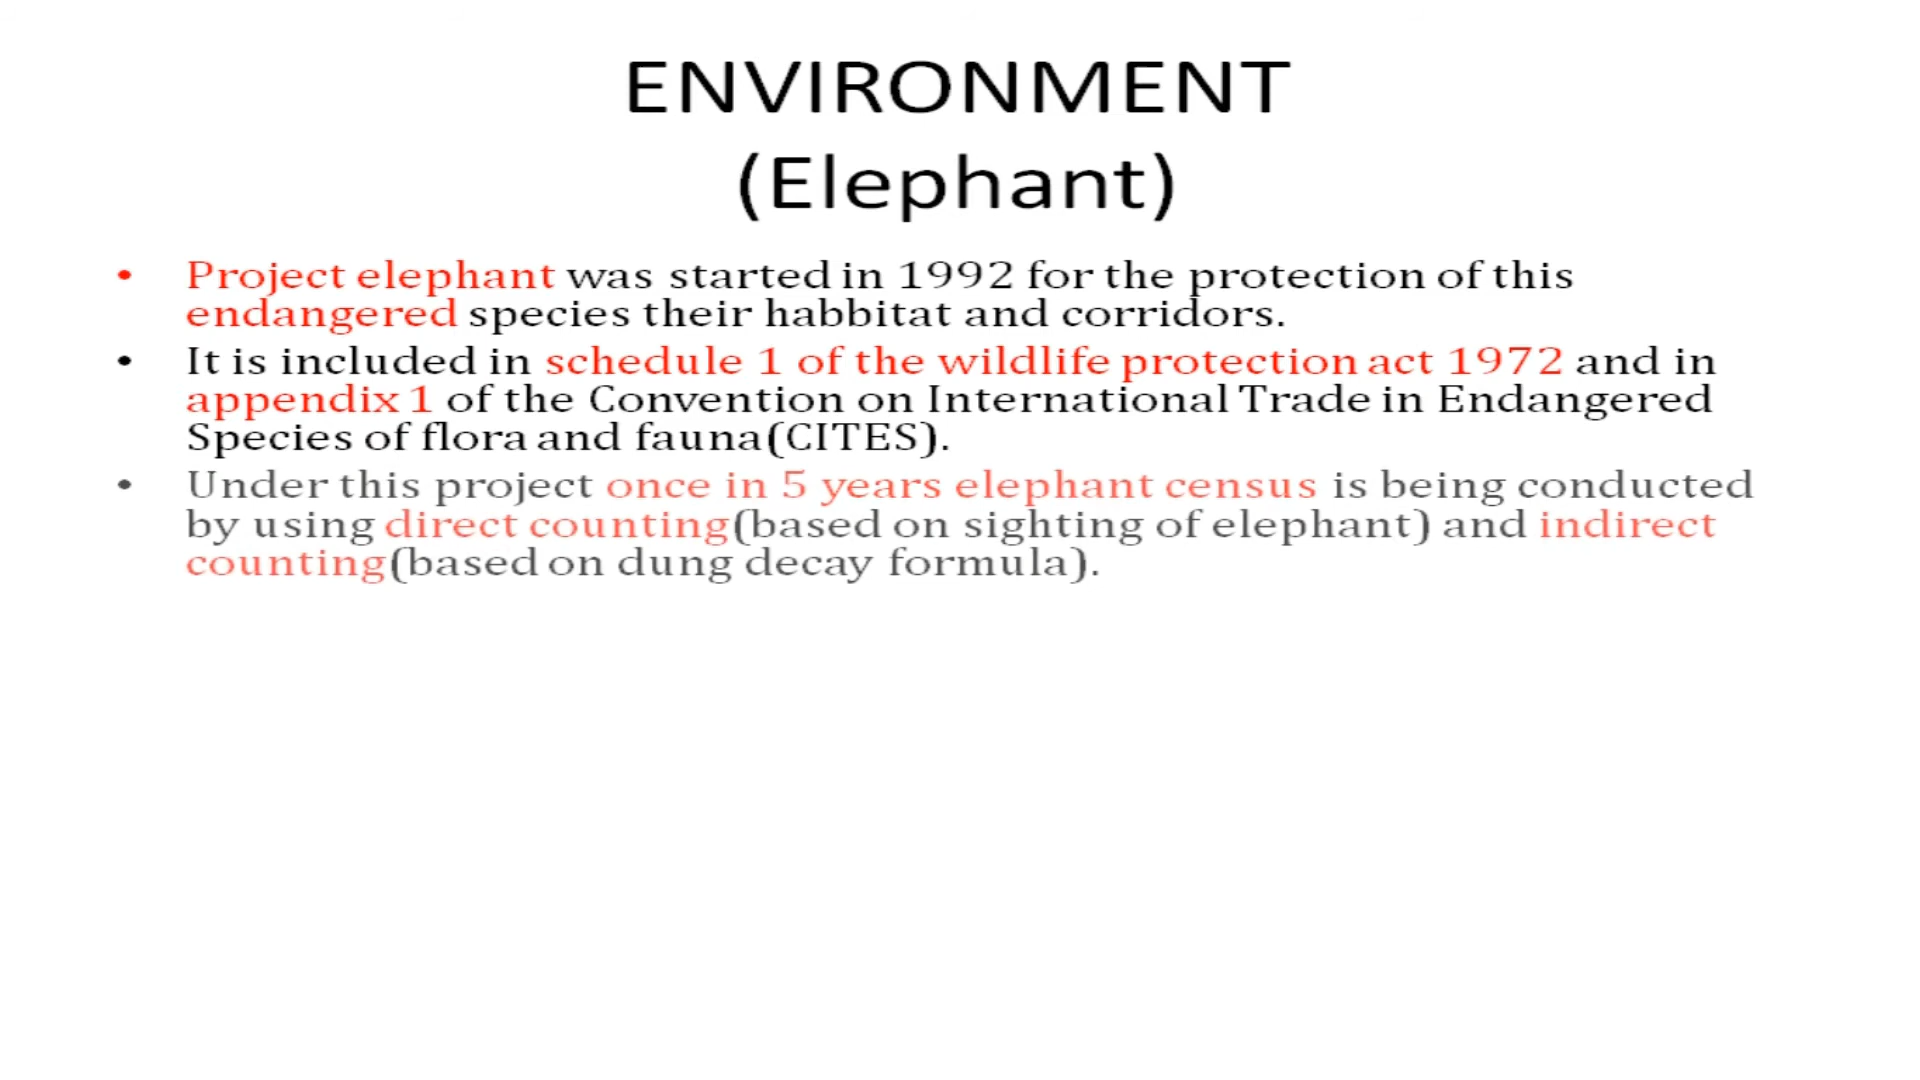 ENVIRONMENT
(Elephant)
• Project elephant was started in 1992 for the protection of this
endangered species their habbitat and corridors.
• It is included in schedule 1 of the wildlife protection act 1972 and in
appendix 1 of the Convention on International Trade in Endangered
Species of flora and fauna(CITES).
• Under this project once in 5 years elephant census is being conducted
by using direct counting(based on sighting of elephant) and indirect
counting(based on dung decay formula).